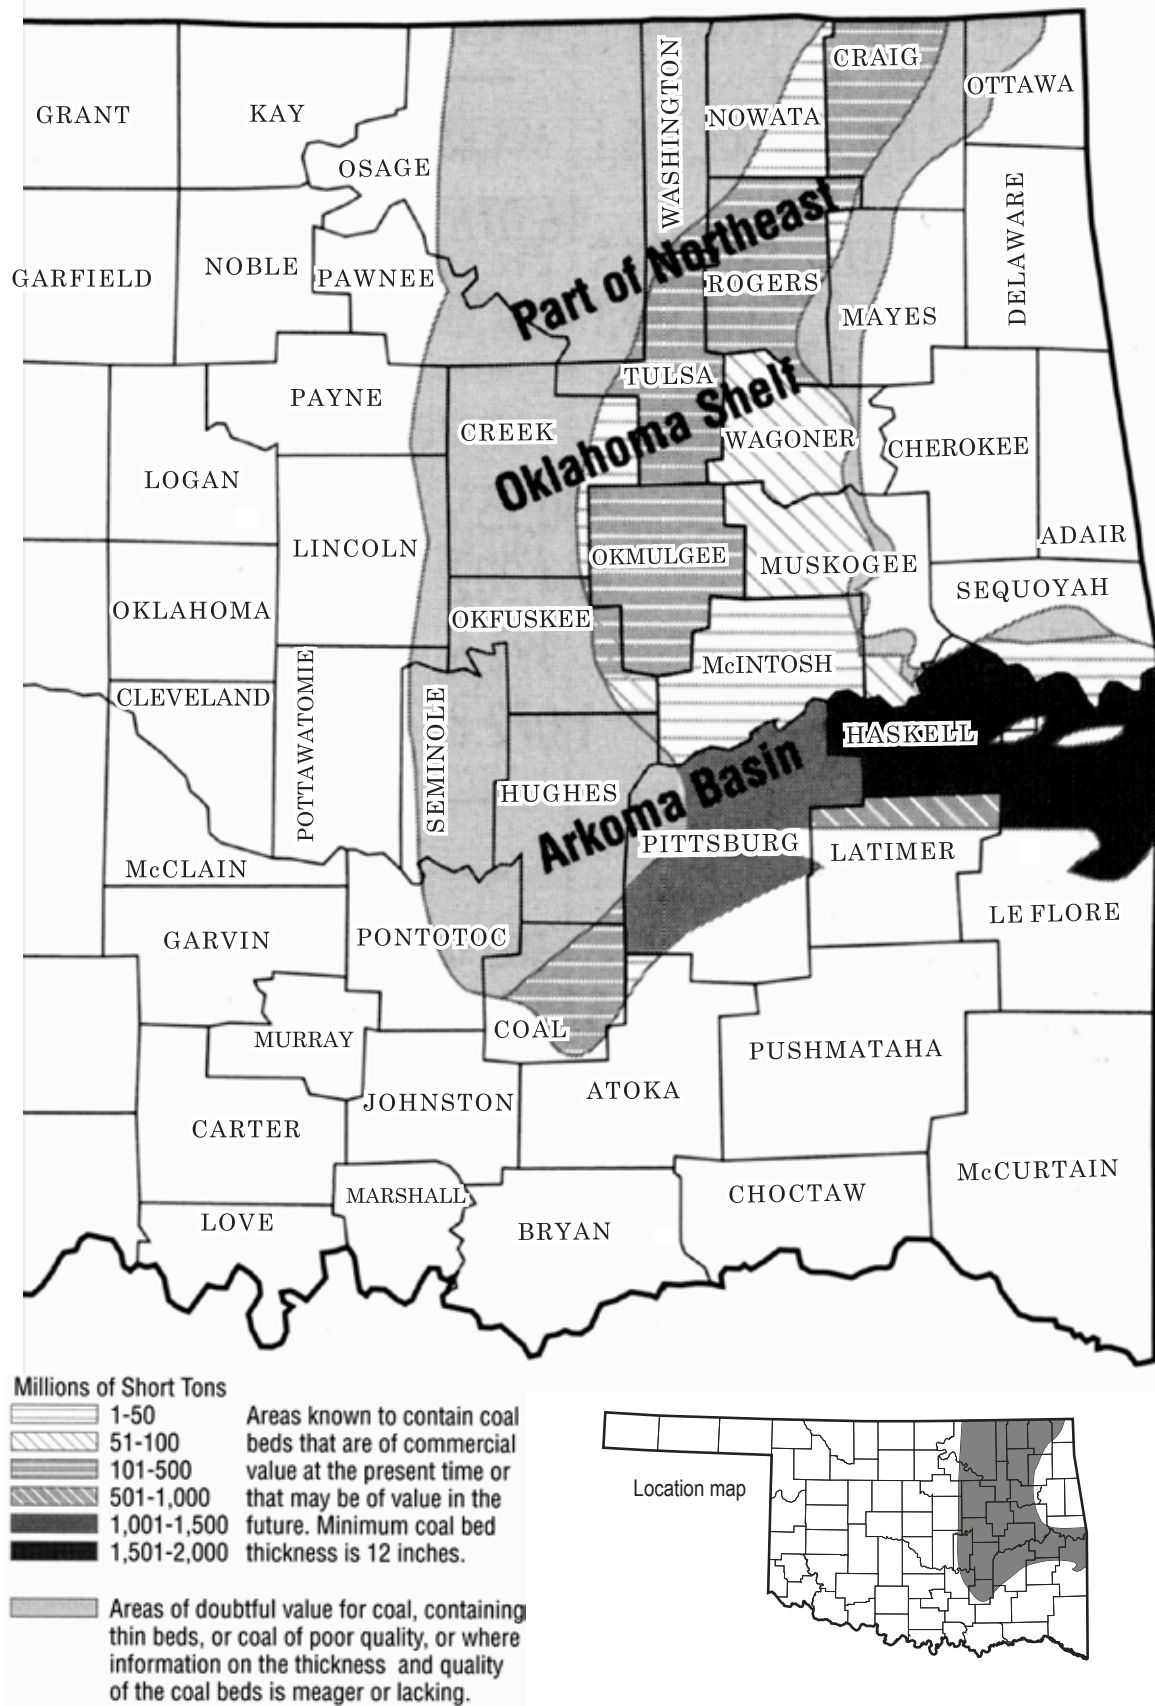 CRAIG
WASHINGTON
OTTAWA
GRANT
KAY
NOWATA
OSAGE
DELAWARE
Part of Northeast
NOBLE
GARFIELD
PAWNEE
ROGERS
MAYES
TULSA
PAYNE
Oklahoma Shelf
CREEK
WAGONER
CHEROKEE
LOGAN
ADAIR
LINCOLN
OKMULGEE
MUSKOGEE
SEQUOYAH
OKLAHOMA
OKFUSKEE
McINTOSH
CLEVELAND
POTTAWATOMIE
SEMINOLE
HASKELL
HUGHES
Arkoma Basin
PITTSBURG
LATIMER
McCLAIN
LE FLORE
GARVIN
PONTOTOC
COAL
MURRAY
PUSHMATAHA
ATOKA
JOHNSTON
CARTER
McCURTAIN
MARSHALL
CHOCTAW
LOVE
BRYAN
Millions of Short Tons
1-50
51-100
101-500
501-1,000
1,001-1,500
1,501-2,000
Areas known to contain coal
beds that are of commercial
value at the present time or
that may be of value in the
future. Minimum coal bed
thickness is 12 inches.
Areas of doubtful value for coal, containing
thin beds, or coal of poor quality, or where
information on the thickness and quality
of the coal beds is meager or lacking.
Location map